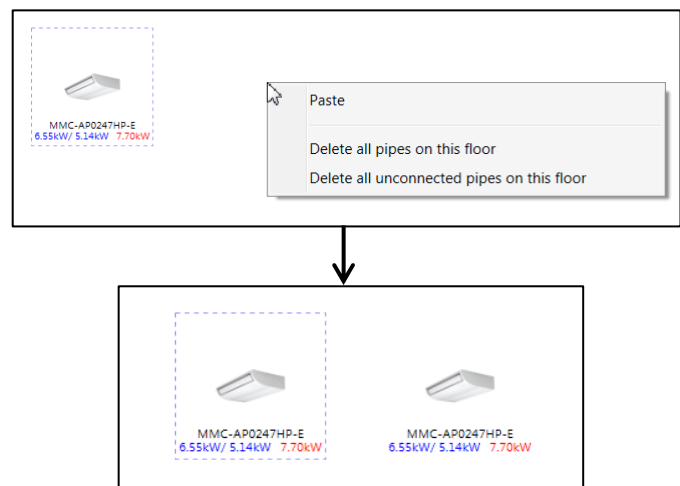 MMC-AP0247HP-E
6.55kW/ 5.14kW 7.70kW
Paste
Delete all pipes on this floor
Delete all unconnected pipes on this floor
MMC-AP0247HP-E
6.55kW/ 5.14kW 7.70kW
MMC-AP0247HP-E
6.55kW/ 5.14kW 7.70kW